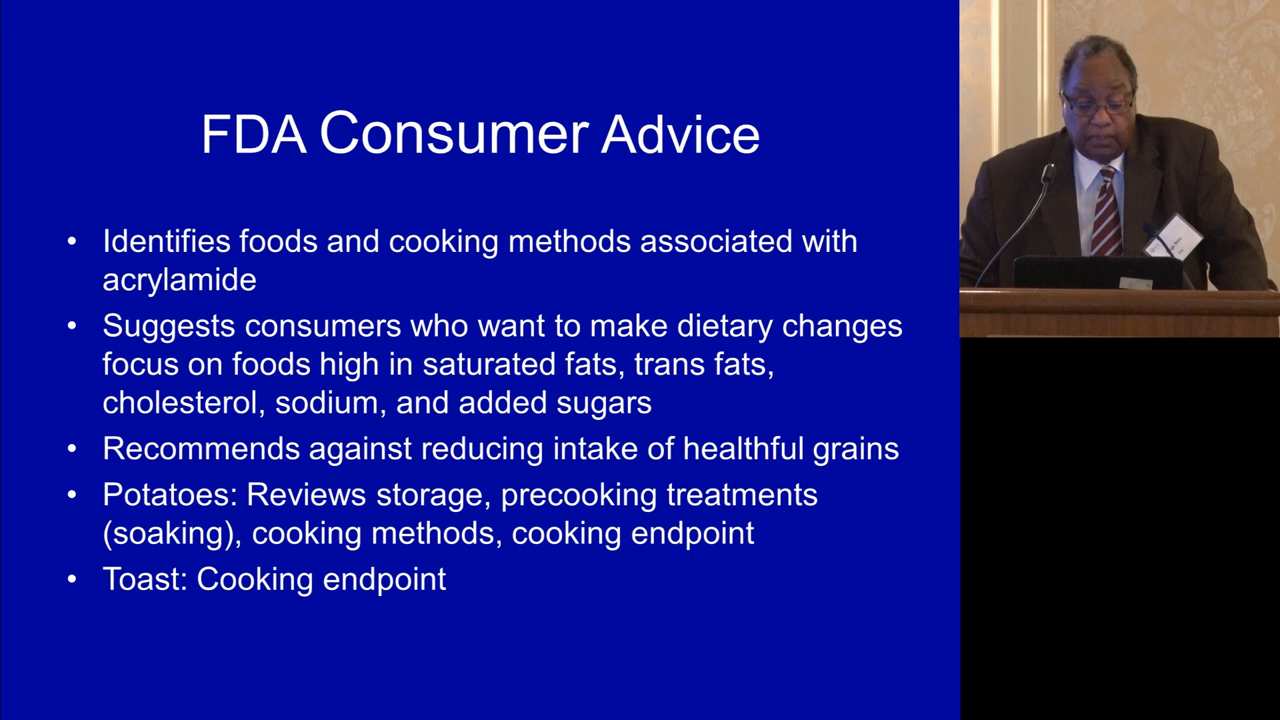 FDA Consumer Advice
• Identifies foods and cooking methods associated with
acrylamide
• Suggests consumers who want to make dietary changes
focus on foods high in saturated fats, trans fats,
cholesterol, sodium, and added sugars
• Recommends against reducing intake of healthful grains
• Potatoes: Reviews storage, precooking treatments
(soaking), cooking methods, cooking endpoint
• Toast: Cooking endpoint